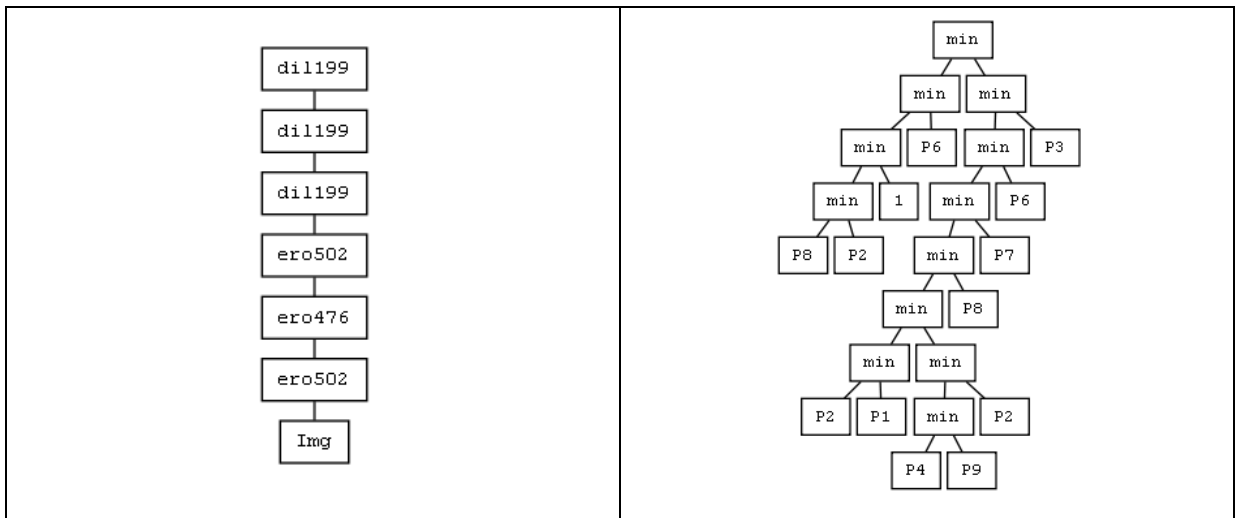 dil199
dil199
dil199
ero502
ero476
ero502
Img
min
min min
min P6 min P3
min 1 min P6
P8 P2 min P7
min P8
min min
P2 P1 min P2
P4 P9